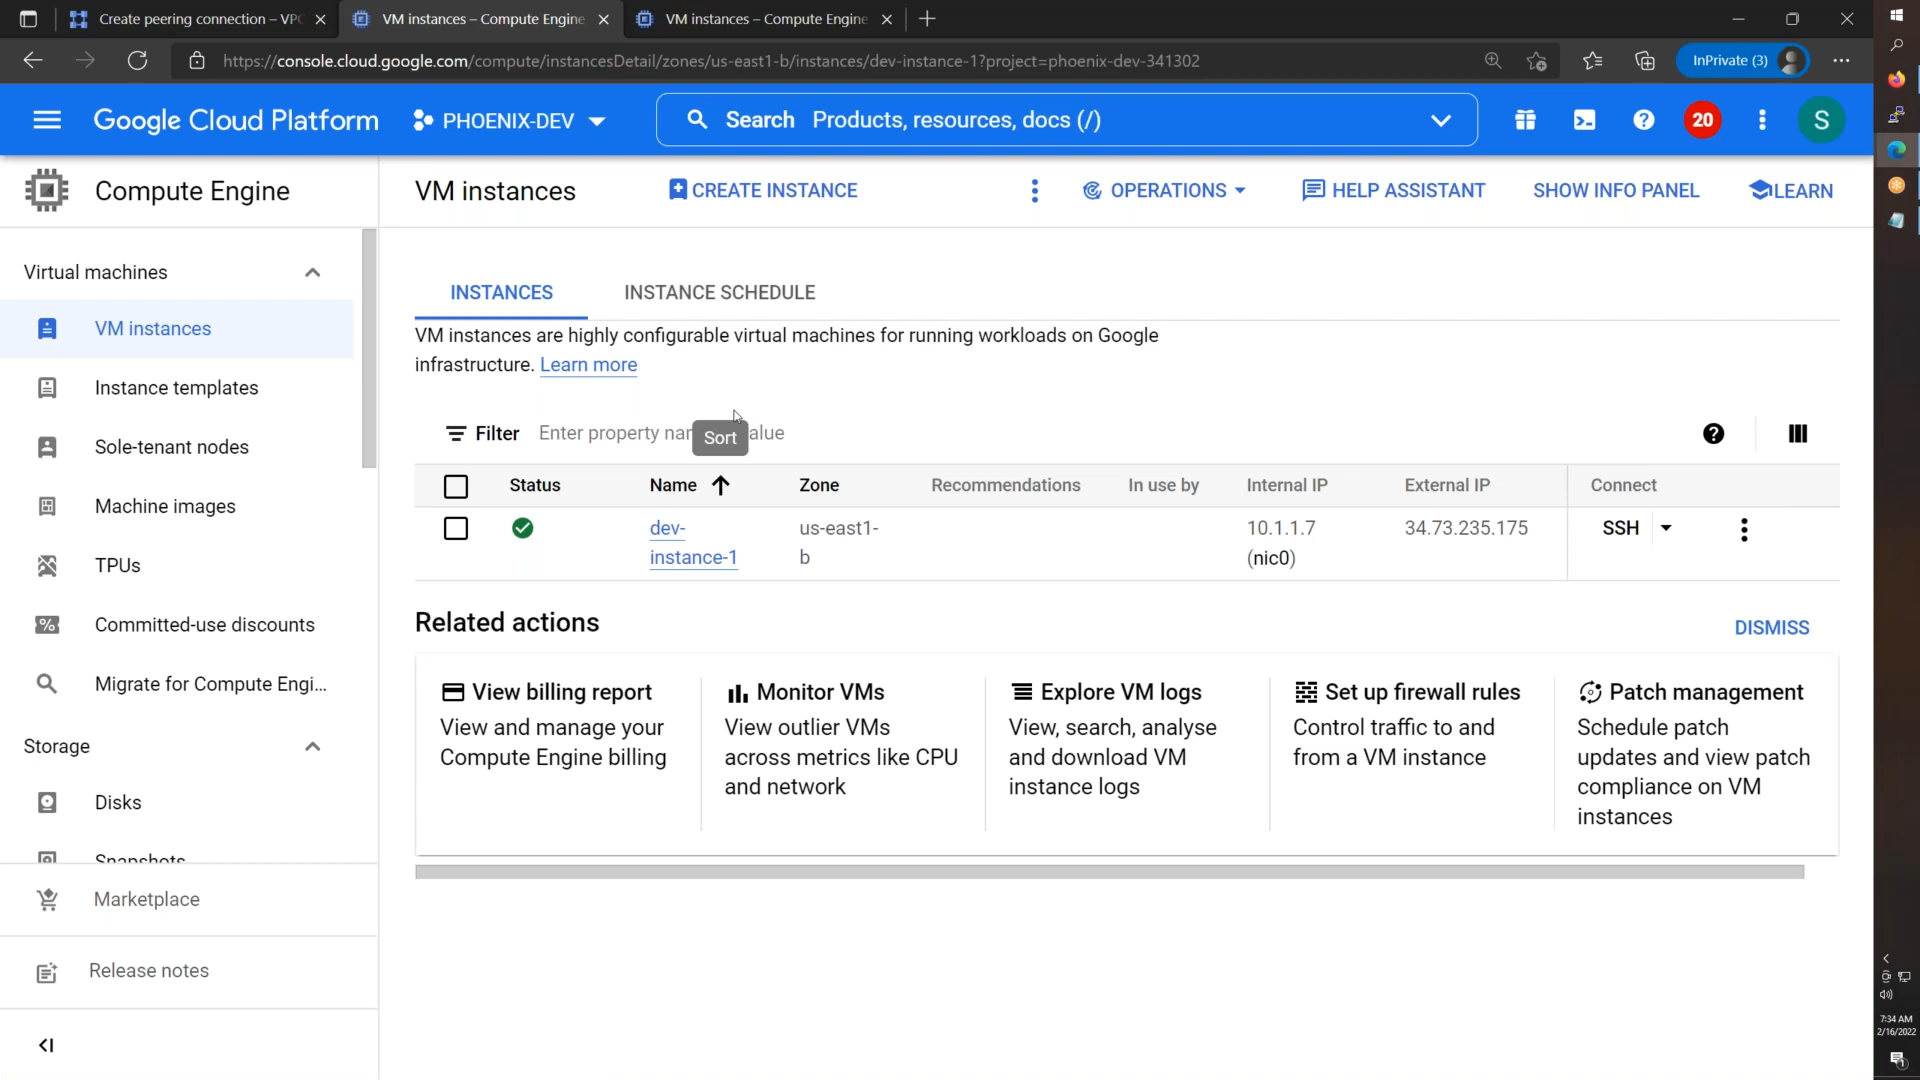 Create peering connection – VPC
VM instances – Compute Engine
VM instances – Compute Engine
https://console.cloud.google.com/compute/instancesDetail/zones/us-east1-b/instances/dev-instance-1?project=phoenix-dev-341302
InPrivate (3)
Google Cloud Platform
PHOENIX-DEV
Search Products, resources, docs (/)
20
S
Compute Engine
VM instances
CREATE INSTANCE
OPERATIONS
HELP ASSISTANT
SHOW INFO PANEL
LEARN
Virtual machines
VM instances
Instance templates
Sole-tenant nodes
Machine images
TPUs
Committed-use discounts
Migrate for Compute Engi...
Storage
Disks
Snapshots
Marketplace
Release notes
INSTANCES
INSTANCE SCHEDULE
VM instances are highly configurable virtual machines for running workloads on Google
infrastructure. Learn more
Filter Enter property nar alue
Sort
Status Name Zone Recommendations In use by Internal IP External IP Connect
dev- us-east1- 10.1.1.7 34.73.235.175 SSH
instance-1 b (nic0)
Related actions
DISMISS
View billing report
View and manage your
Compute Engine billing
Monitor VMs
View outlier VMs
across metrics like CPU
and network
Explore VM logs
View, search, analyse
and download VM
instance logs
Set up firewall rules
Control traffic to and
from a VM instance
Patch management
Schedule patch
updates and view patch
compliance on VM
instances
7:34 AM
2/16/2022